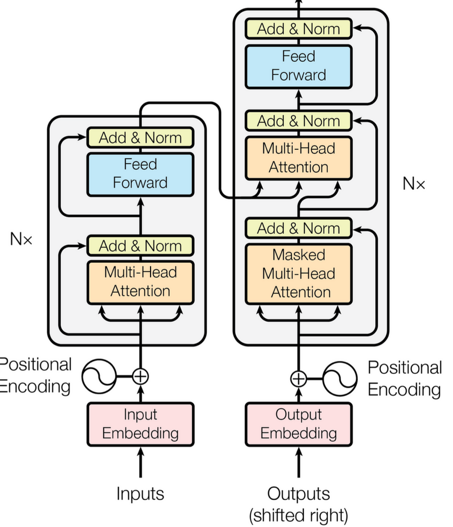 Add & Norm
Feed
Forward
Add & Norm
Multi-Head
Attention
Add & Norm
Masked
Multi-Head
Attention
N×
Add & Norm
Feed
Forward
Add & Norm
Multi-Head
Attention
N×
Positional
Encoding
Positional
Encoding
Input
Embedding
Output
Embedding
Inputs
Outputs
(shifted right)